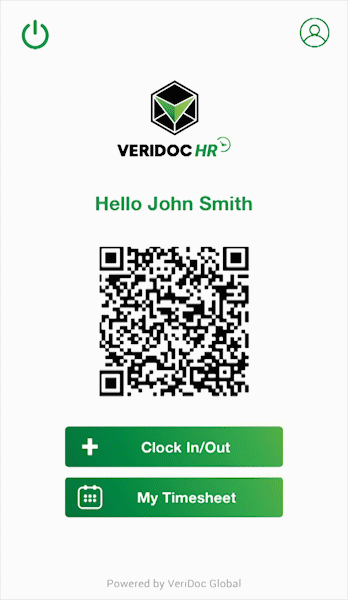 VERIDOC HR
Hello John Smith
Clock In/Out
My Timesheet
Powered by VeriDoc Global